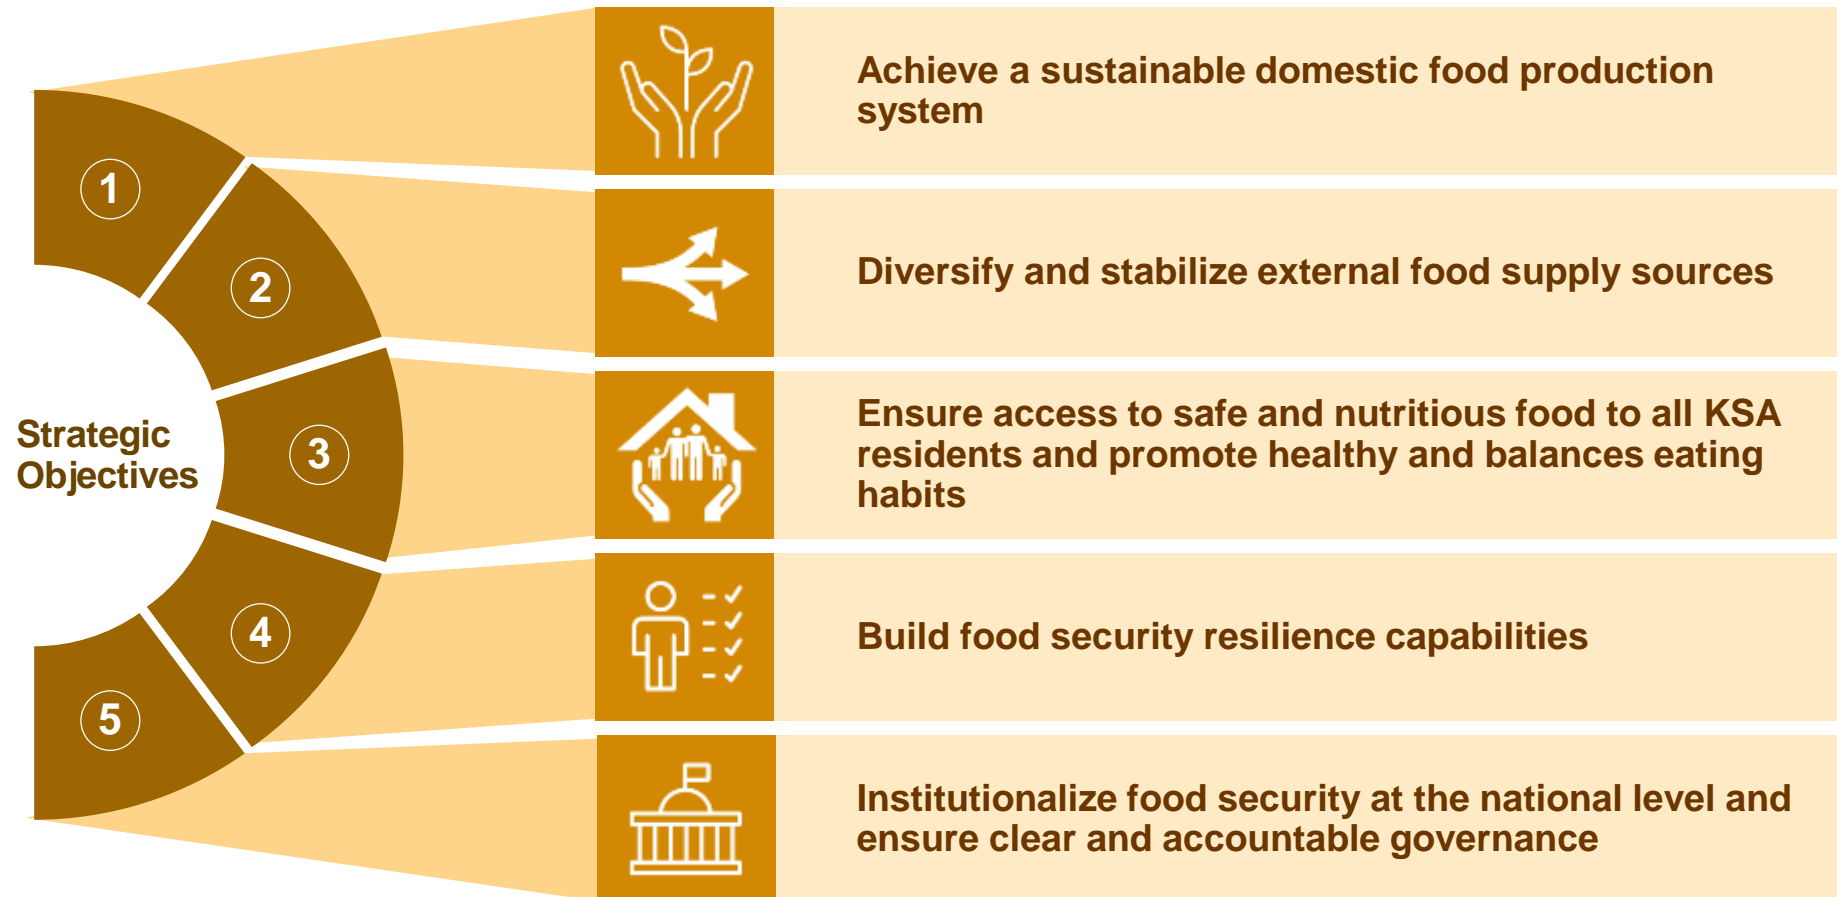 Strategic
Objectives
1
Achieve a sustainable domestic food production
system
2
Diversify and stabilize external food supply sources
3
Ensure access to safe and nutritious food to all KSA
residents and promote healthy and balances eating
habits
4
Build food security resilience capabilities
5
Institutionalize food security at the national level and
ensure clear and accountable governance